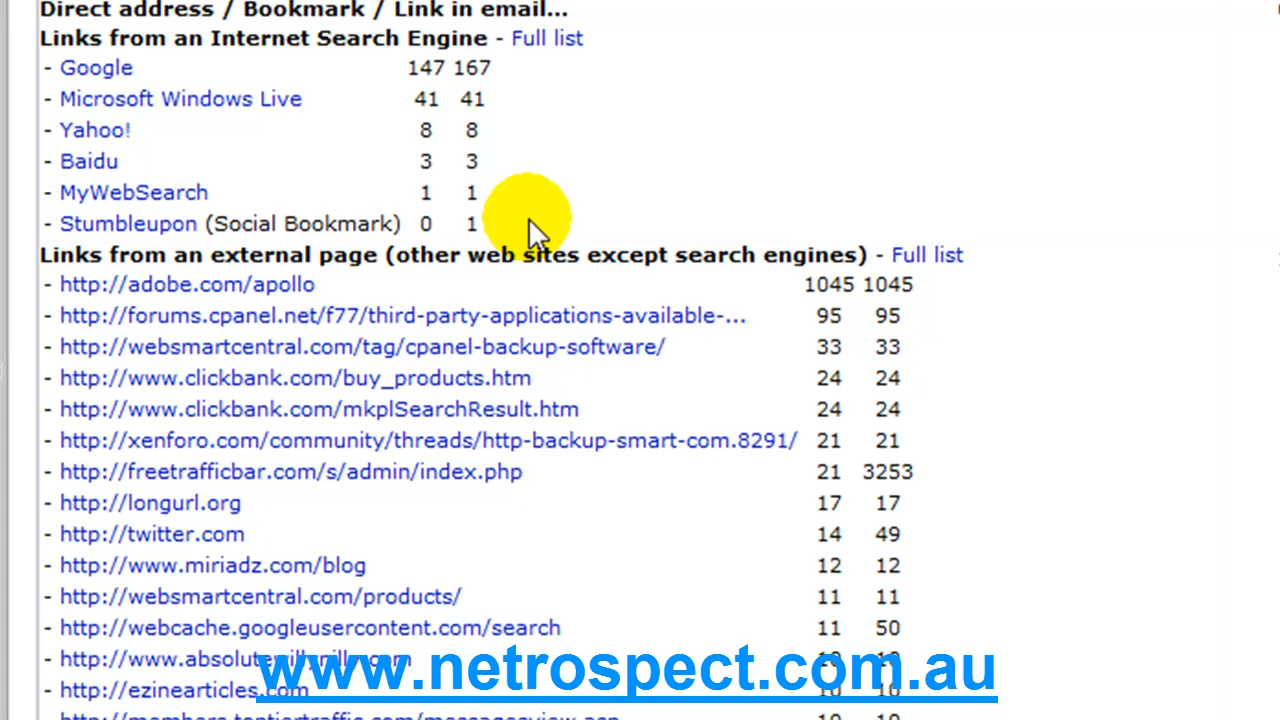 Direct address / Bookmark / Link in email...
Links from an Internet Search Engine - Full list
- Google 147 167
- Microsoft Windows Live 41 41
- Yahoo! 8 8
- Baidu 3 3
- MyWebSearch 1 1
- Stumbleupon (Social Bookmark) 0 1
Links from an external page (other web sites except search engines) - Full list
- http://adobe.com/apollo 1045 1045
- http://forums.cpanel.net/f77/third-party-applications-available-... 95 95
- http://websmartcentral.com/tag/cpanel-backup-software/ 33 33
- http://www.clickbank.com/buy_products.htm 24 24
- http://www.clickbank.com/mkplSearchResult.htm 24 24
- http://xenforo.com/community/threads/http-backup-smart-com.8291/ 21 21
- http://freetrafficbar.com/s/admin/index.php 21 3253
- http://longurl.org 17 17
- http://twitter.com 14 49
- http://www.miriadz.com/blog 12 12
- http://websmartcentral.com/products/ 11 11
- http://webcache.googleusercontent.com/search 11 50
- 10 10
www.netrospect.com.au
- http://ezinearticles.com 10 10